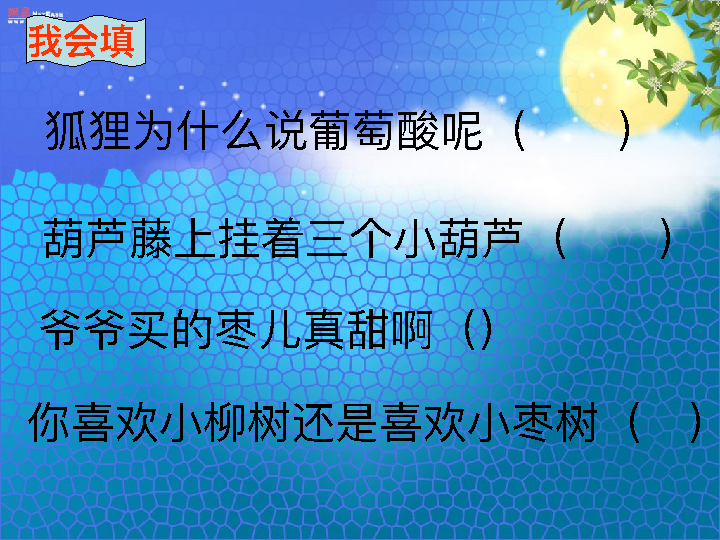 我会填
狐狸为什么说葡萄酸呢（　　）
葫芦藤上挂着三个小葫芦（　　）
爷爷买的枣儿真甜啊（）
你喜欢小柳树还是喜欢小枣树（　）